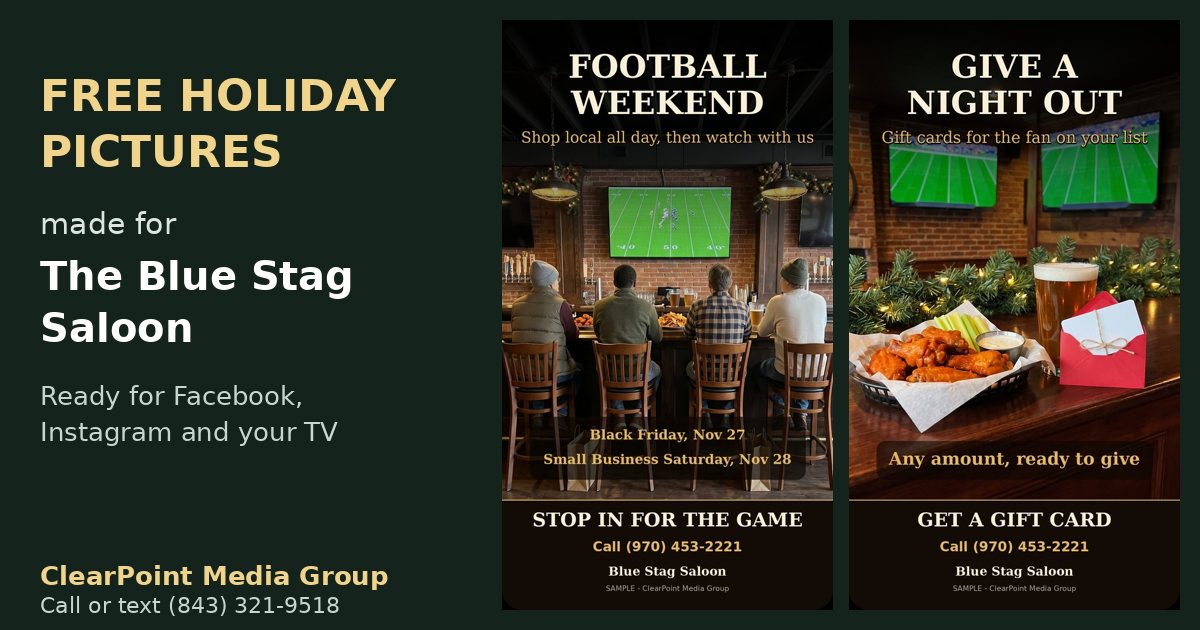 FREE HOLIDAY
PICTURES
made for
The Blue Stag
Saloon
Ready for Facebook,
Instagram and your TV
ClearPoint Media Group
Call or text (843) 321-9518
FOOTBALL
WEEKEND
Shop local all day, then watch with us
40
50
40
Black Friday, Nov 27
Small Business Saturday, Nov 28
STOP IN FOR THE GAME
Call (970) 453-2221
Blue Stag Saloon
SAMPLE - ClearPoint Media Group
GIVE A
NIGHT OUT
Gift cards for the fan on your list
Any amount, ready to give
GET A GIFT CARD
Call (970) 453-2221
Blue Stag Saloon
SAMPLE - ClearPoint Media Group